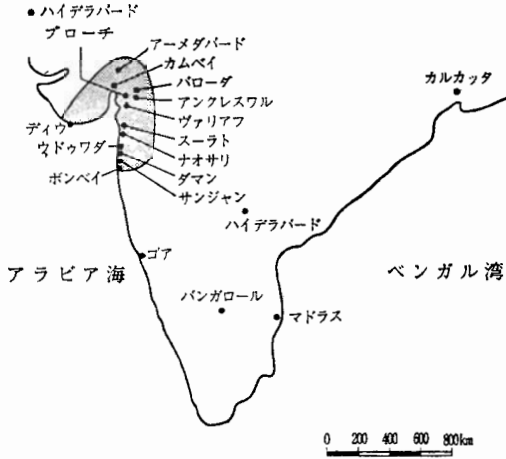 ハイデラバード
ブローチ
アーメダバード
カムベイ
バローダ
アンクレスワル
ヴァリアフ
スーラト
ディウ
ナオサリ
ウドゥワダ
ダマン
ボンベイ
サンジャン
カルカッタ
ハイデラバード
ゴア
アラビア海
ベンガル湾
バンガロール
マドラス
0 200 400 600 800km